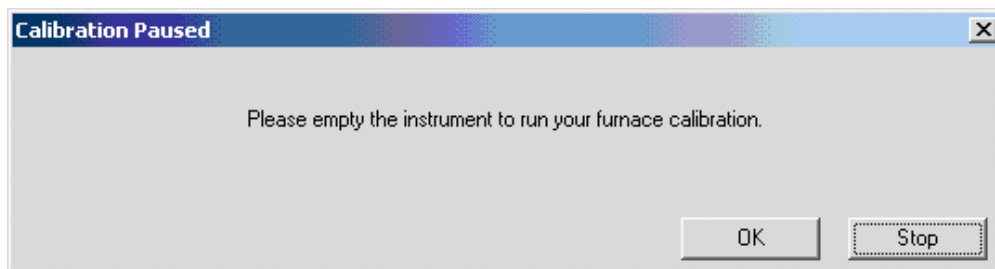 Calibration Paused
Please empty the instrument to run your furnace calibration.
OK Stop